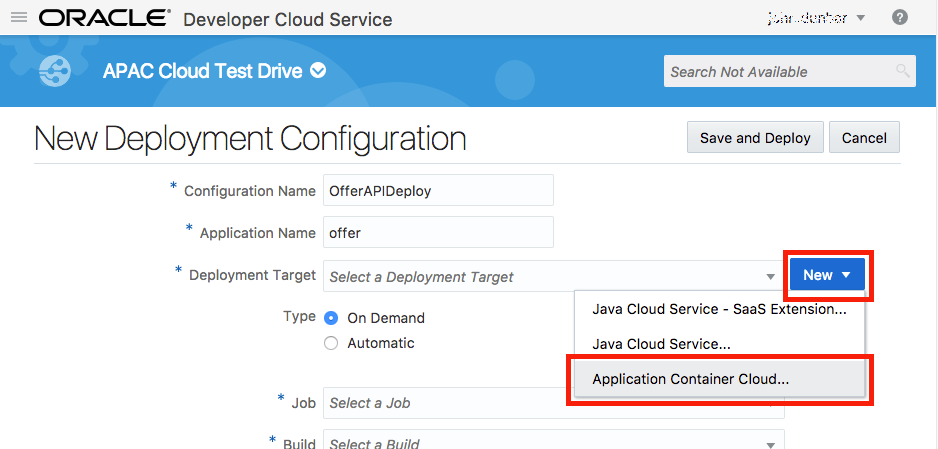 ORACLE® Developer Cloud Service
?
APAC Cloud Test Drive
Search Not Available
New Deployment Configuration
Save and Deploy
Cancel
* Configuration Name OfferAPIDeploy
* Application Name offer
* Deployment Target Select a Deployment Target New
Java Cloud Service - SaaS Extension...
Type On Demand
Java Cloud Service...
Automatic
Application Container Cloud...
* Job Select a Job
* Build Select a Build